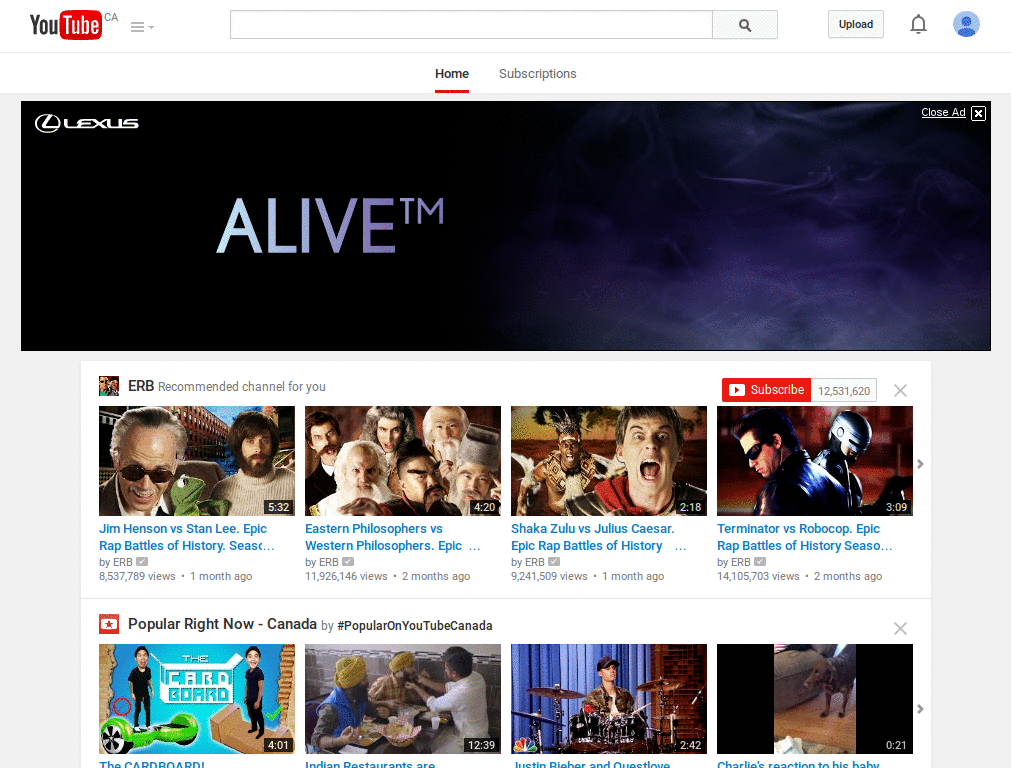 YouTube CA
Upload
Home Subscriptions
LEXUS
Close Ad X
ALIVE™
ERB Recommended channel for you
Subscribe 12,531,620
5:32 4:20 2:18 3:09
Jim Henson vs Stan Lee. Epic
Rap Battles of History. Seasc...
by ERB
8,537,789 views • 1 month ago
Eastern Philosophers vs
Western Philosophers. Epic ...
by ERB
11,926,146 views • 2 months ago
Shaka Zulu vs Julius Caesar.
Epic Rap Battles of History ...
by ERB
9,241,509 views • 1 month ago
Terminator vs Robocop. Epic
Rap Battles of History Seaso...
by ERB
14,105,703 views • 2 months ago
Popular Right Now - Canada by #PopularOnYouTubeCanada
THE
CARD
BOARD
4:01 12:39 2:42 0:21
The CARDBOARD!
Indian Restaurants are
Justin Bieber and Questlove
Charlie's reaction to his baby